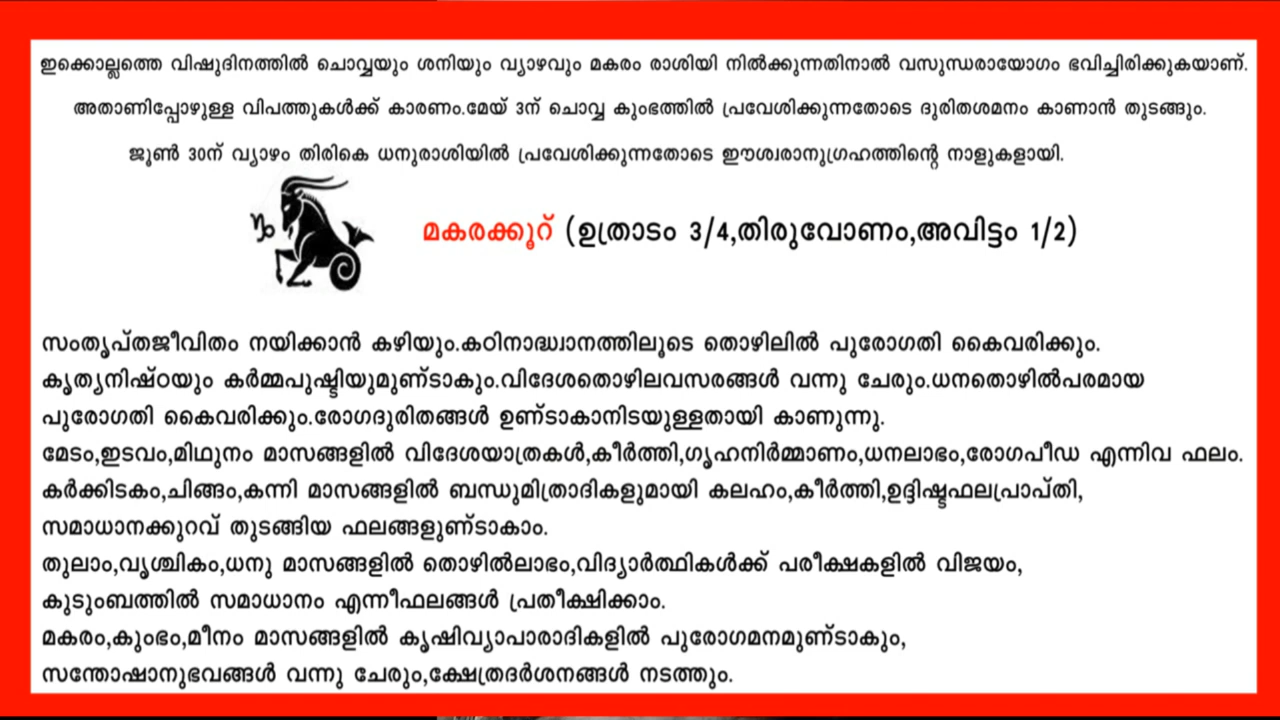 ഇക്കൊല്ലത്തെ വിഷുദിനത്തിൽ ചൊവ്വയും ശനിയും വ്യാഴവും മകരം രാശിയി നിൽക്കുന്നതിനാൽ വസുന്ധരായോഗം ഭവിച്ചിരിക്കുകയാണ്.
അതാണിപ്പോഴുള്ള വിപത്തുകൾക്ക് കാരണം.മേയ് 3ന് ചൊവ്വ കുംഭത്തിൽ പ്രവേശിക്കുന്നതോടെ ദുരിതശമനം കാണാൻ തുടങ്ങും.
ജൂൺ 30ന് വ്യാഴം തിരികെ ധനുരാശിയിൽ പ്രവേശിക്കുന്നതോടെ ഈശ്വരാനുഗ്രഹത്തിന്റെ നാളുകളായി.
മകരക്കൂറ് (ഉത്രാടം 3/4,തിരുവോണം,അവിട്ടം 1/2)
സംതൃപ്തജീവിതം നയിക്കാൻ കഴിയും.കഠിനാദ്ധ്വാനത്തിലൂടെ തൊഴിലിൽ പുരോഗതി കൈവരിക്കും.
കൃത്യനിഷ്ഠയും കർമ്മപുഷ്ടിയുമുണ്ടാകും.വിദേശതൊഴിലവസരങ്ങൾ വന്നു ചേരും.ധനതൊഴിൽപരമായ
പുരോഗതി കൈവരിക്കും.രോഗദുരിതങ്ങൾ ഉണ്ടാകാനിടയുള്ളതായി കാണുന്നു.
മേടം,ഇടവം,മിഥുനം മാസങ്ങളിൽ വിദേശയാത്രകൾ,കീർത്തി,ഗൃഹനിർമ്മാണം,ധനലാഭം,രോഗപീഡ എന്നിവ ഫലം.
കർക്കിടകം,ചിങ്ങം,കന്നി മാസങ്ങളിൽ ബന്ധുമിത്രാദികളുമായി കലഹം,കീർത്തി,ഉദ്ദിഷ്ടഫലപ്രാപ്തി,
സമാധാനക്കുറവ് തുടങ്ങിയ ഫലങ്ങളുണ്ടാകാം.
തുലാം,വൃശ്ചികം,ധനു മാസങ്ങളിൽ തൊഴിൽലാഭം,വിദ്യാർത്ഥികൾക്ക് പരീക്ഷകളിൽ വിജയം,
കുടുംബത്തിൽ സമാധാനം എന്നീഫലങ്ങൾ പ്രതീക്ഷിക്കാം.
മകരം,കുംഭം,മീനം മാസങ്ങളിൽ കൃഷിവ്യാപാരാദികളിൽ പുരോഗമനമുണ്ടാകും,
സന്തോഷാനുഭവങ്ങൾ വന്നു ചേരും,ക്ഷേത്രദർശനങ്ങൾ നടത്തും.